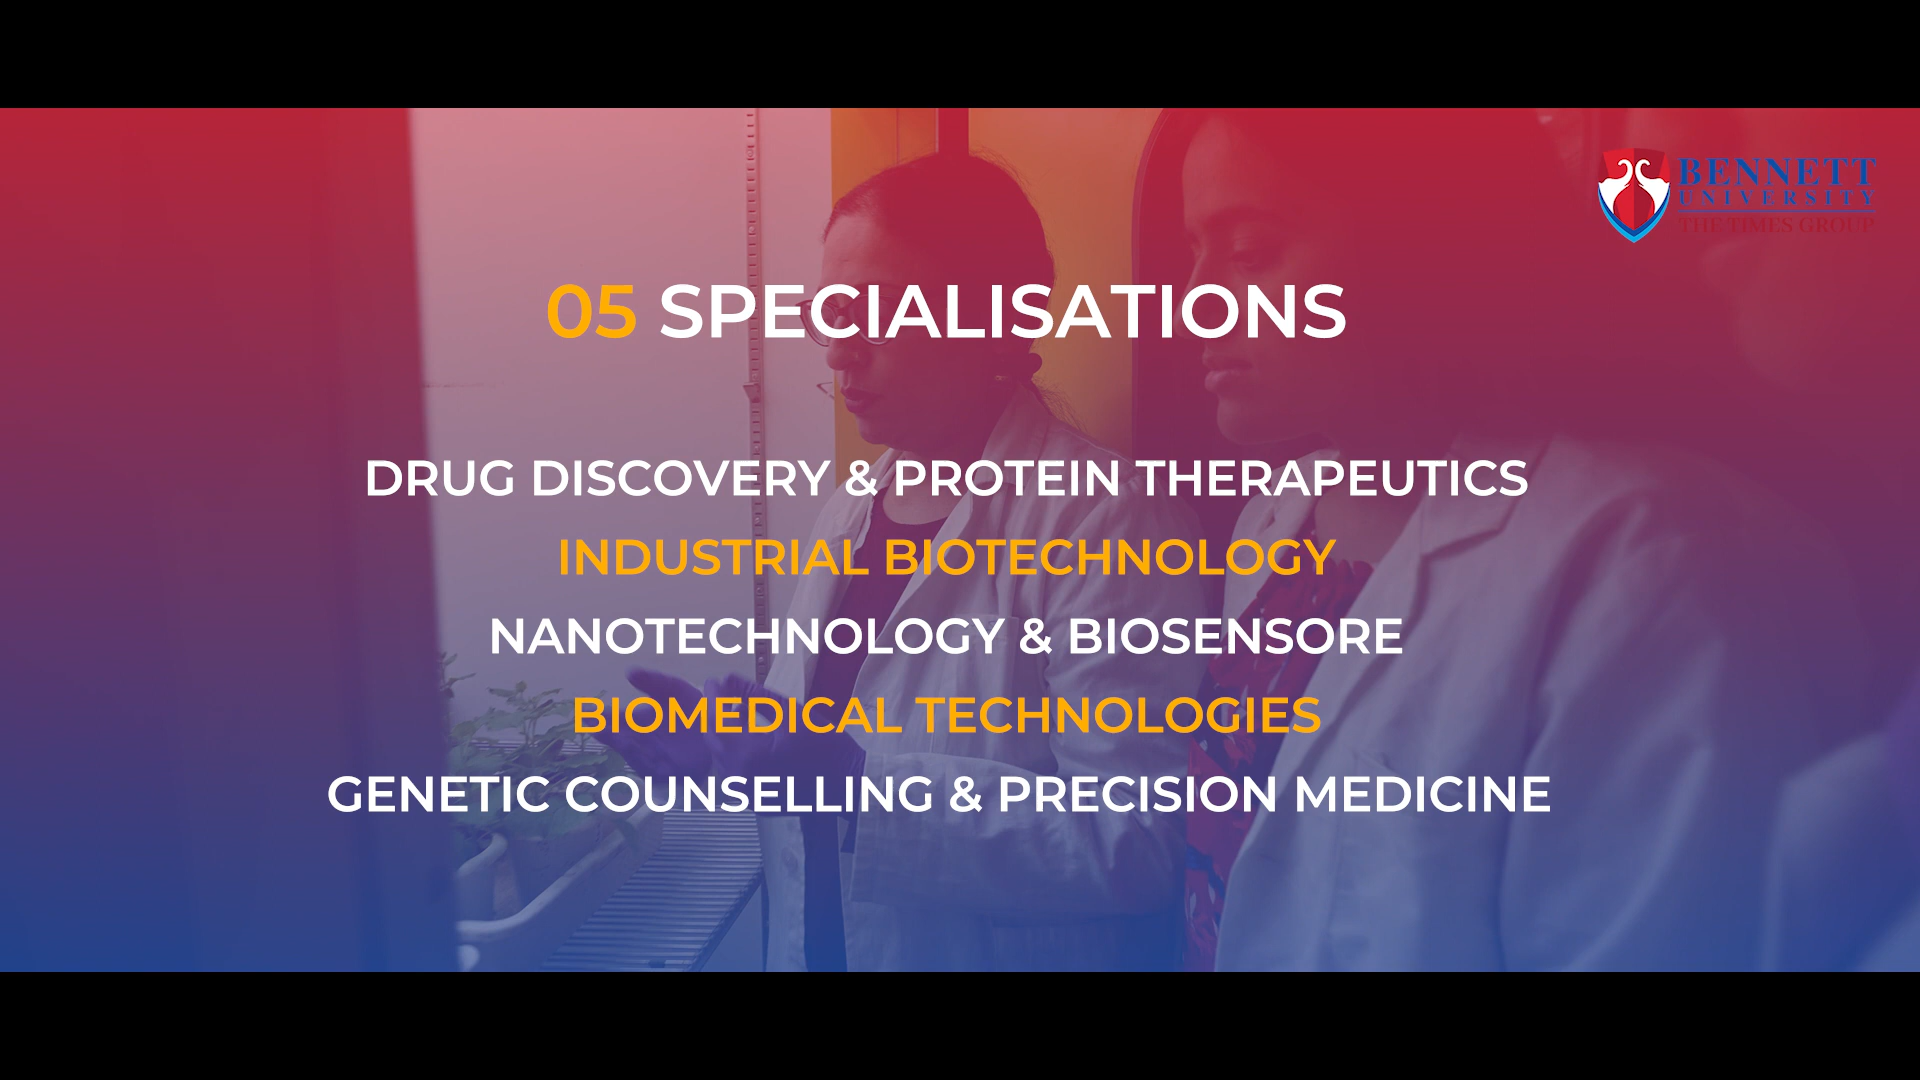 BENNETT
UNIVERSITY
THE TIMES GROUP
05 SPECIALISATIONS
DRUG DISCOVERY & PROTEIN THERAPEUTICS
INDUSTRIAL BIOTECHNOLOGY
NANOTECHNOLOGY & BIOSENSORE
BIOMEDICAL TECHNOLOGIES
GENETIC COUNSELLING & PRECISION MEDICINE